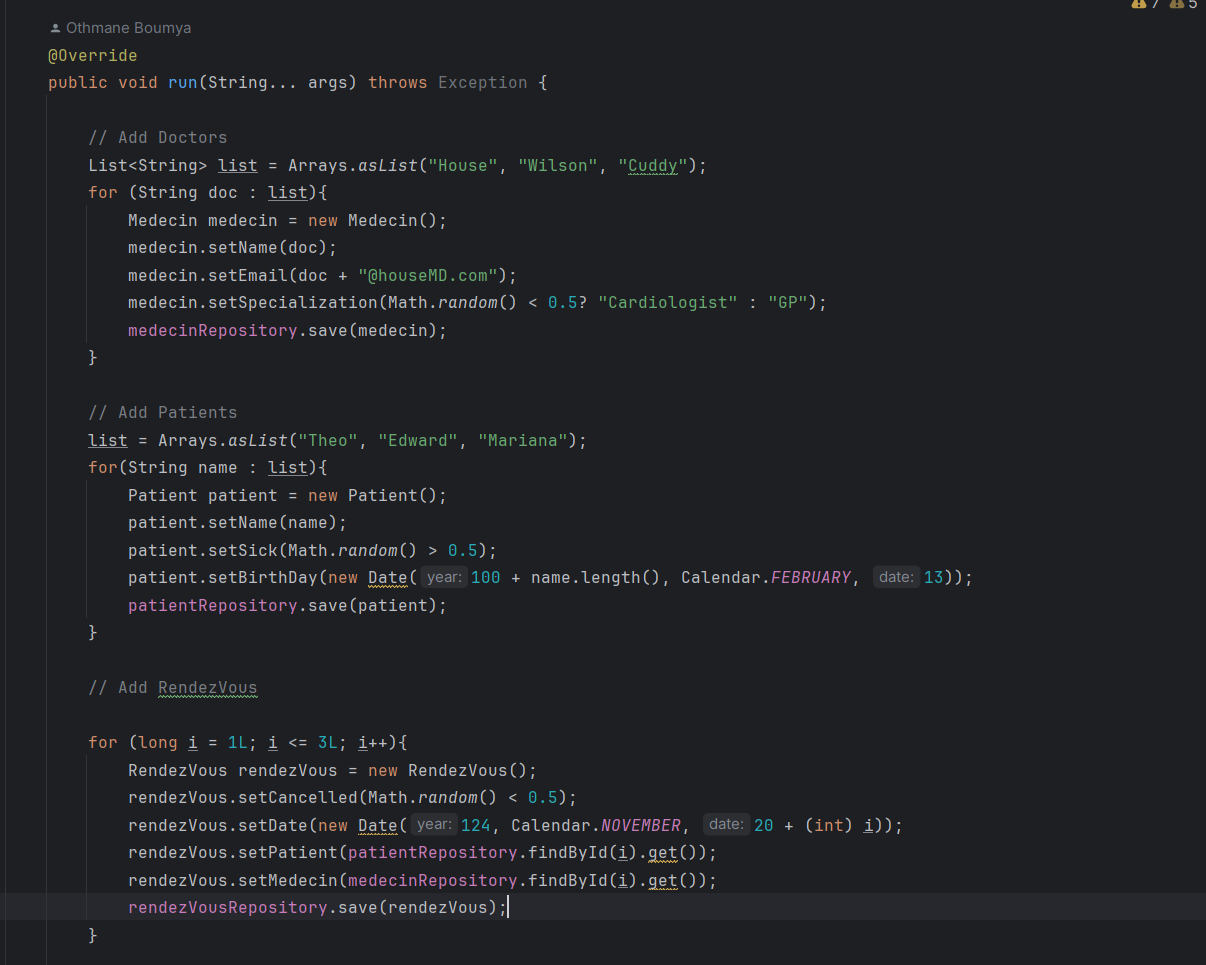 7 5
Othmane Boumya
@Override
public void run(String... args) throws Exception {
// Add Doctors
List<String> list = Arrays.asList("House", "Wilson", "Cuddy");
for (String doc : list){
Medecin medecin = new Medecin();
medecin.setName(doc);
medecin.setEmail(doc + "@houseMD.com");
medecin.setSpecialization(Math.random() < 0.5? "Cardiologist" : "GP");
medecinRepository.save(medecin);
}
// Add Patients
list = Arrays.asList("Theo", "Edward", "Mariana");
for(String name : list){
Patient patient = new Patient();
patient.setName(name);
patient.setSick(Math.random() > 0.5);
patient.setBirthDay(new Date( year: 100 + name.length(), Calendar.FEBRUARY, date: 13));
patientRepository.save(patient);
}
// Add RendezVous
for (long i = 1L; i <= 3L; i++){
RendezVous rendezVous = new RendezVous();
rendezVous.setCancelled(Math.random() < 0.5);
rendezVous.setDate(new Date( year: 124, Calendar.NOVEMBER, date: 20 + (int) i));
rendezVous.setPatient(patientRepository.findById(i).get());
rendezVous.setMedecin(medecinRepository.findById(i).get());
rendezVousRepository.save(rendezVous);
}